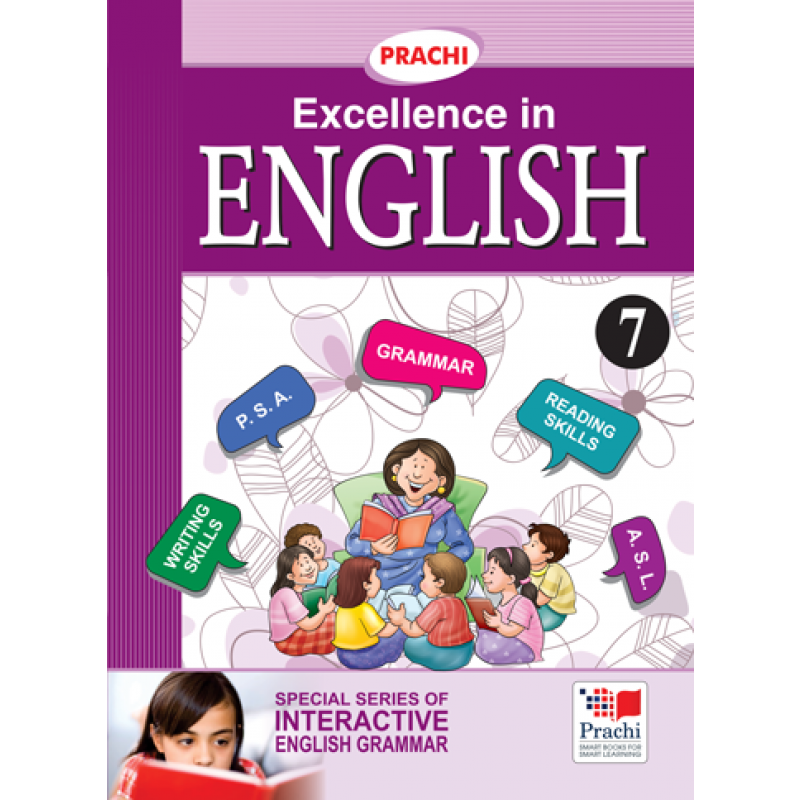 PRACHI
Excellence in
ENGLISH
7
GRAMMAR
P. S. A.
READING
SKILLS
WRITING
SKILLS
A. S. L.
SPECIAL SERIES OF
INTERACTIVE
ENGLISH GRAMMAR
Prachi
SMART BOOKS FOR
SMART LEARNING